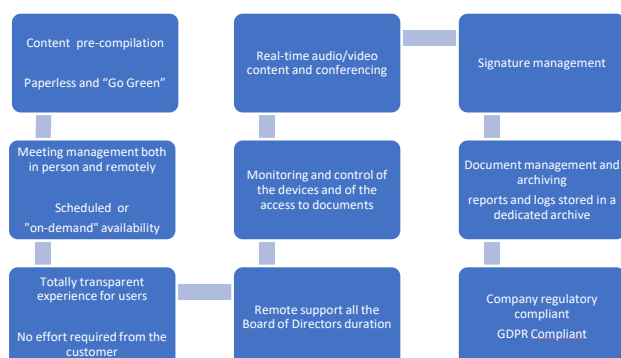 Content pre-compilation
Paperless and “Go Green”
Meeting management both
in person and remotely
Scheduled or
"on-demand" availability
Totally transparent
experience for users
No effort required from the
customer
Remote support all the
Board of Directors duration
Monitoring and control of
the devices and of the
access to documents
Real-time audio/video
content and conferencing
Signature management
Document management and
archiving
reports and logs stored in a
dedicated archive
Company regulatory
compliant
GDPR Compliant